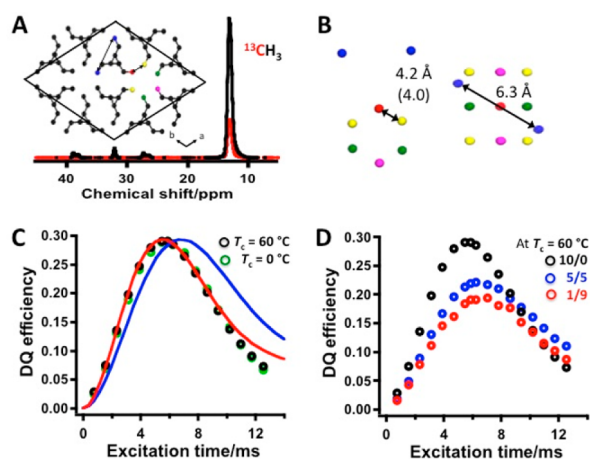 A
¹³CH₃
b
a
40
30
20
10
Chemical shift/ppm
B
4.2 Å
(4.0)
6.3 Å
C
DQ efficiency
0.30
0.25
0.20
0.15
0.10
0.05
0.00
0
4
8
12
Excitation time/ms
Tc = 60 °C
Tc = 0 °C
D
DQ efficiency
0.30
0.25
0.20
0.15
0.10
0.05
0.00
0
4
8
12
Excitation time/ms
At Tc = 60 °C
10/0
5/5
1/9